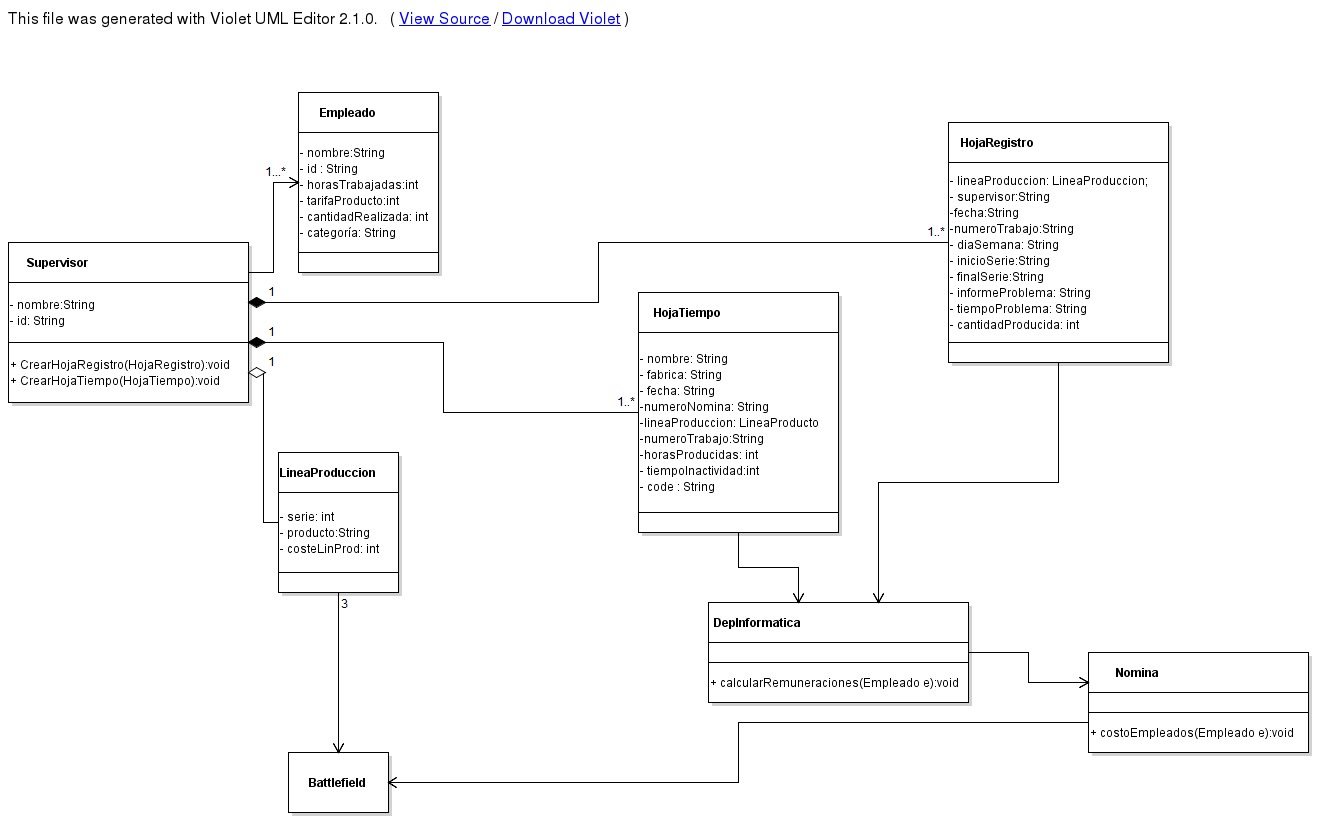 This file was generated with Violet UML Editor 2.1.0. ( View Source / Download Violet )
Empleado
- nombre:String
- id : String
- horasTrabajadas:int
- tarifaProducto:int
- cantidadRealizada: int
- categoría: String
1...*
HojaRegistro
- lineaProduccion: LineaProduccion;
- supervisor:String
-fecha:String
-numeroTrabajo:String
- diaSemana: String
- inicioSerie:String
- finalSerie:String
- informeProblema: String
- tiempoProblema: String
- cantidadProducida: int
1..*
Supervisor
- nombre:String
- id: String
+ CrearHojaRegistro(HojaRegistro):void
+ CrearHojaTiempo(HojaTiempo):void
1
1
1
HojaTiempo
- nombre: String
- fabrica: String
- fecha: String
-numeroNomina: String
-lineaProduccion: LineaProducto
-numeroTrabajo:String
-horasProducidas: int
- tiempoInactividad:int
- code : String
1..*
LineaProduccion
- serie: int
- producto:String
- costeLinProd: int
3
DepInformatica
+ calcularRemuneraciones(Empleado e):void
Nomina
+ costoEmpleados(Empleado e):void
Battlefield